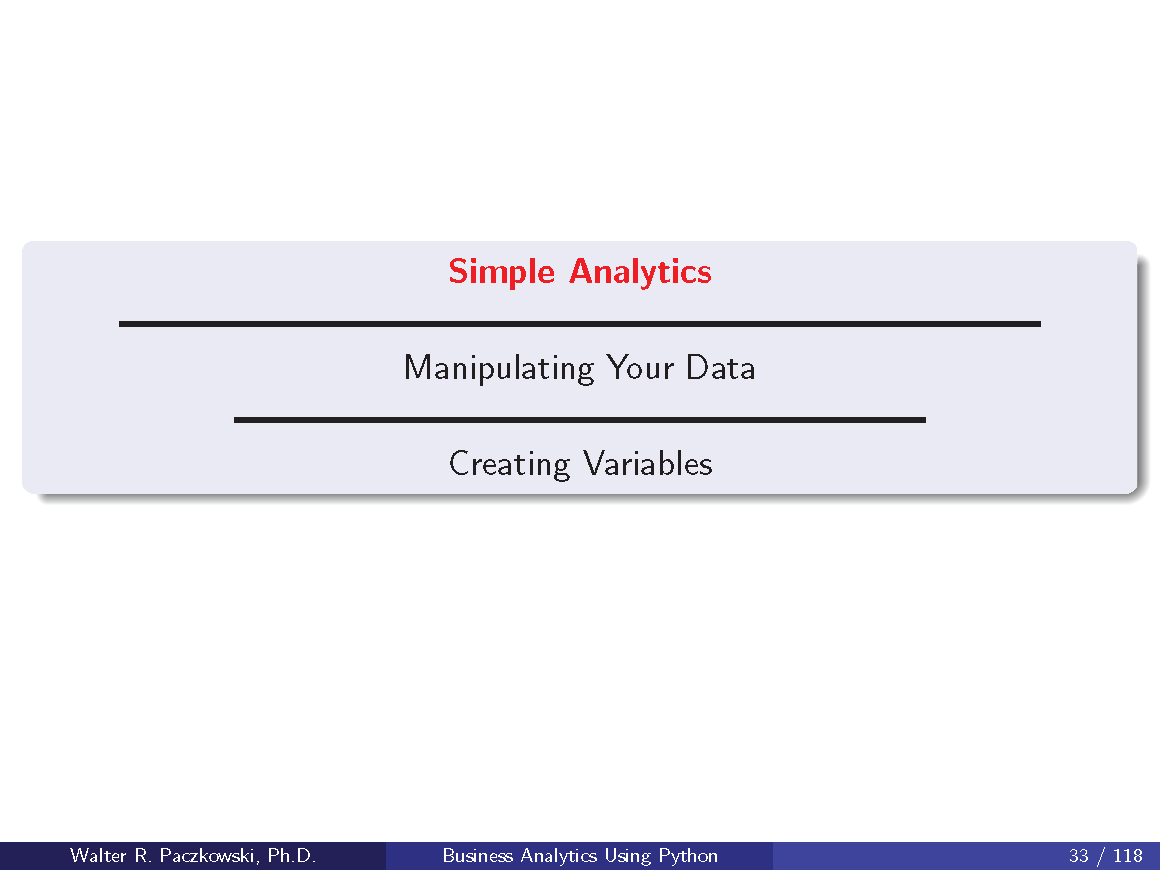 Simple Analytics
Manipulating Your Data
Creating Variables
Walter R. Paczkowski, Ph.D.
Business Analytics Using Python
33 / 118